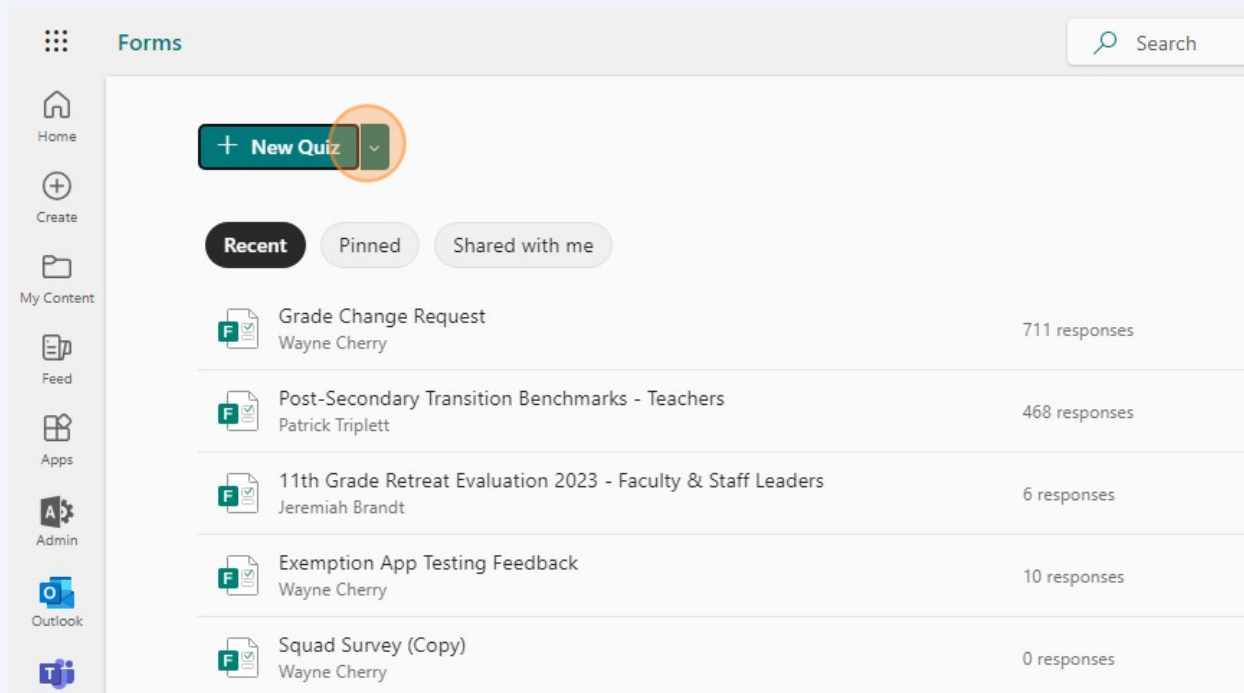 Forms
Search
Home
Create
My Content
Feed
Apps
Admin
Outlook
+ New Quiz
Recent
Pinned
Shared with me
Grade Change Request
Wayne Cherry
711 responses
Post-Secondary Transition Benchmarks - Teachers
Patrick Triplett
468 responses
11th Grade Retreat Evaluation 2023 - Faculty & Staff Leaders
Jeremiah Brandt
6 responses
Exemption App Testing Feedback
Wayne Cherry
10 responses
Squad Survey (Copy)
Wayne Cherry
0 responses